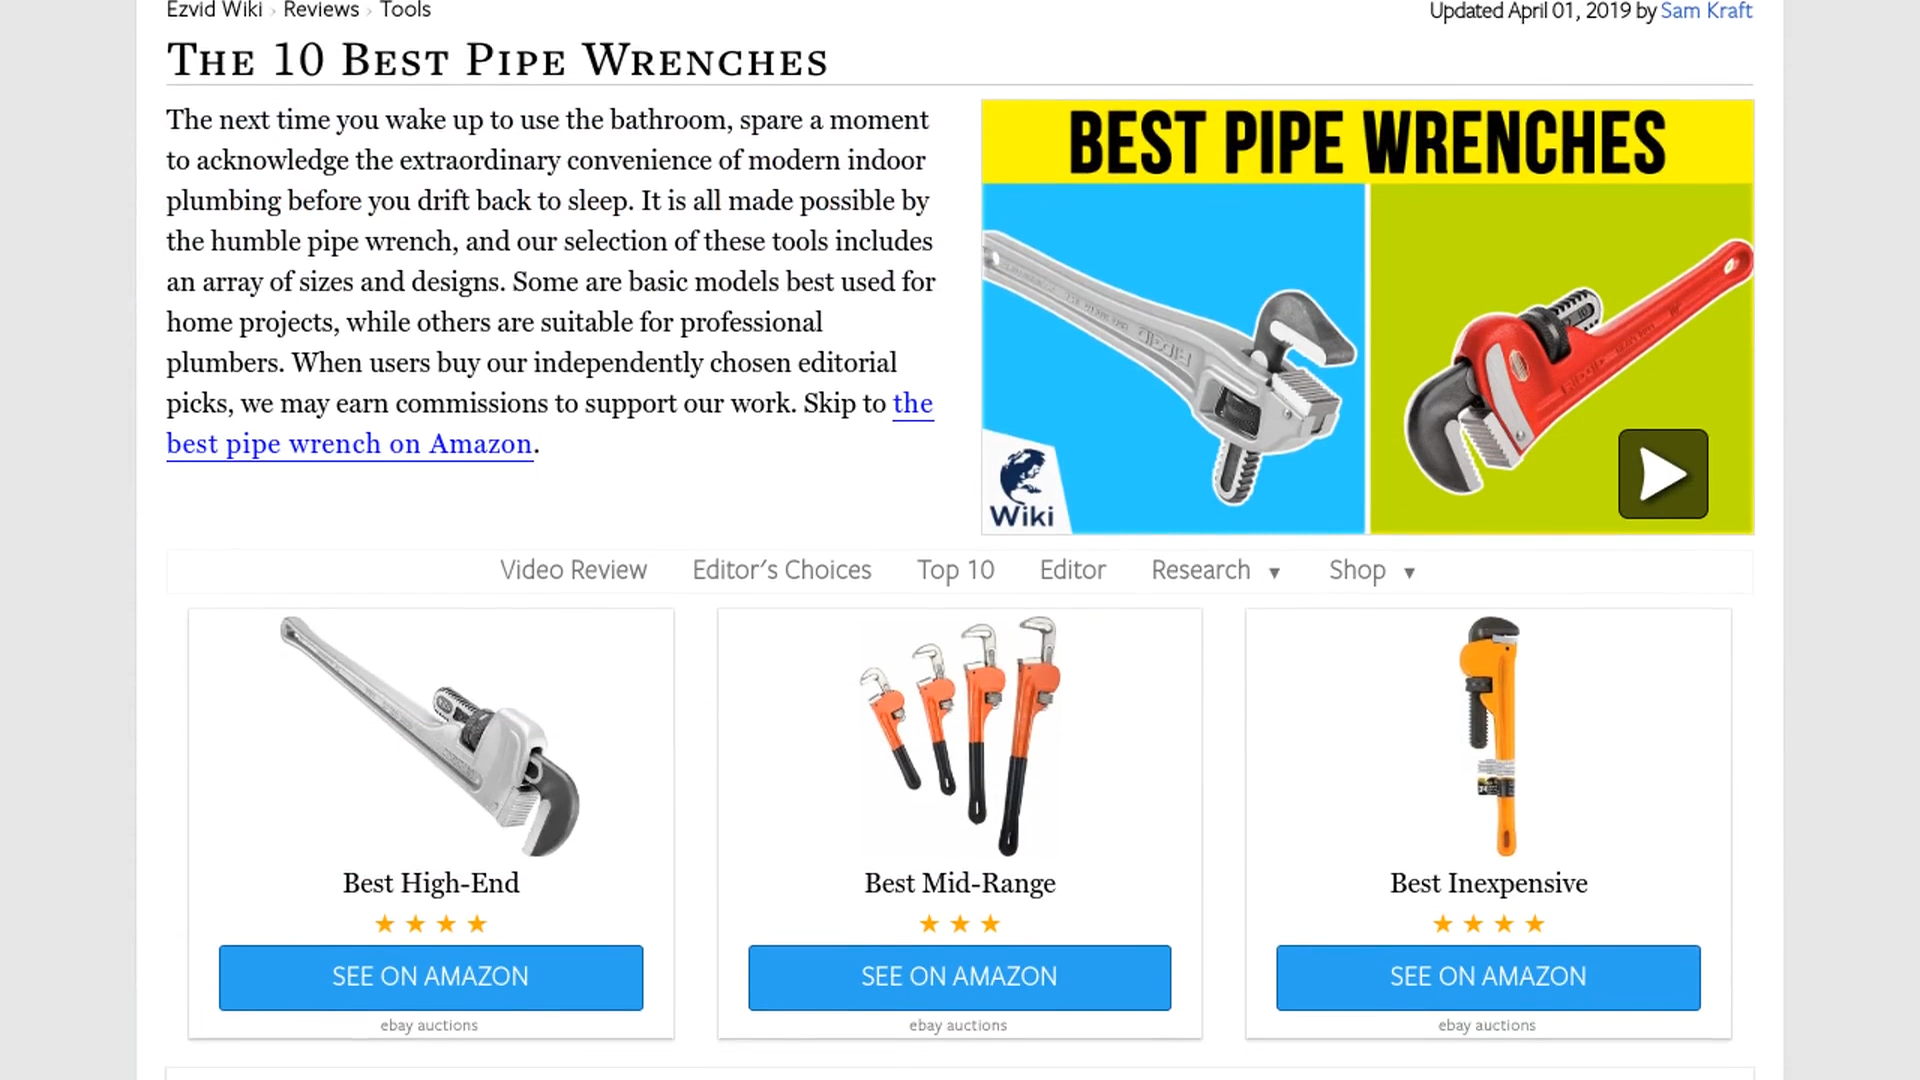 Ezvid Wiki › Reviews › Tools
Updated April 01, 2019 by Sam Kraft
The 10 Best Pipe Wrenches
The next time you wake up to use the bathroom, spare a moment
to acknowledge the extraordinary convenience of modern indoor
plumbing before you drift back to sleep. It is all made possible by
the humble pipe wrench, and our selection of these tools includes
an array of sizes and designs. Some are basic models best used for
home projects, while others are suitable for professional
plumbers. When users buy our independently chosen editorial
picks, we may earn commissions to support our work. Skip to the
best pipe wrench on Amazon.
BEST PIPE WRENCHES
RIDGID
RIDGID
Wiki
Video Review Editor's Choices Top 10 Editor Research ▼ Shop ▼
Best High-End
SEE ON AMAZON
ebay auctions
Best Mid-Range
SEE ON AMAZON
ebay auctions
Best Inexpensive
SEE ON AMAZON
ebay auctions